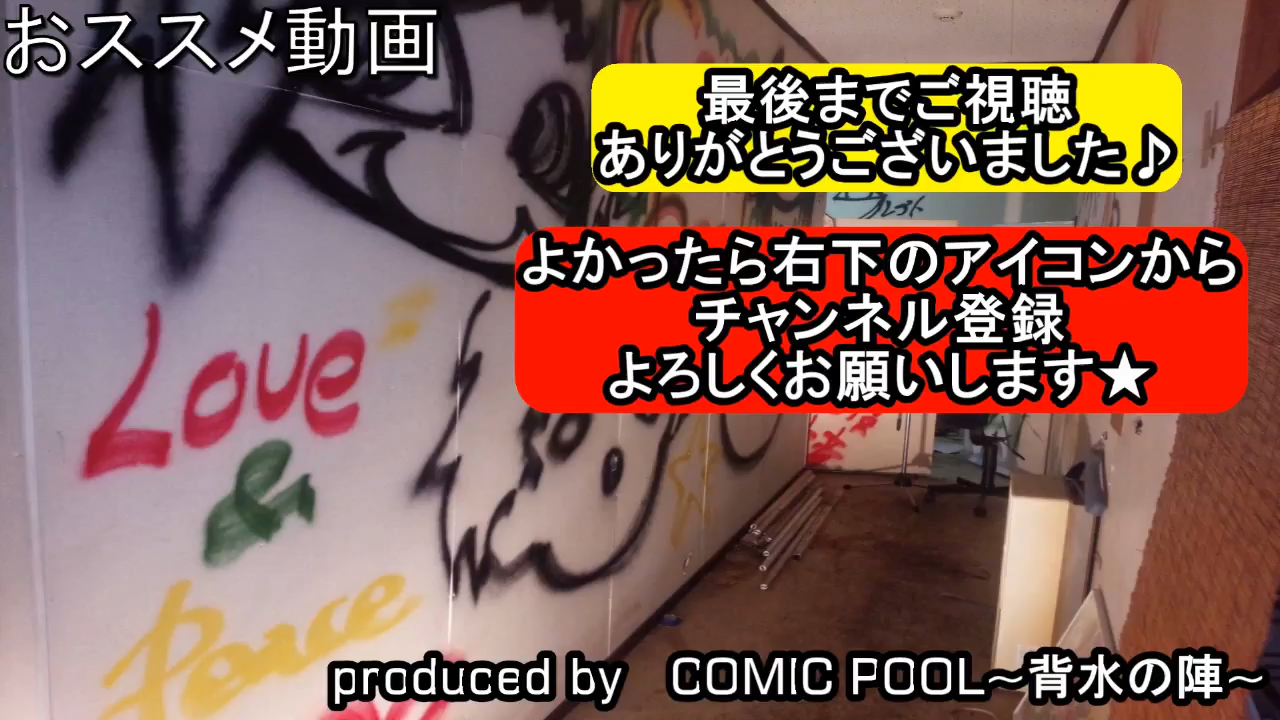 おススメ動画
最後までご視聴
ありがとうございました♪
よかったら右下のアイコンから
チャンネル登録
よろしくお願いします★
Love
&
Peace
produced by　COMIC POOL~背水の陣~